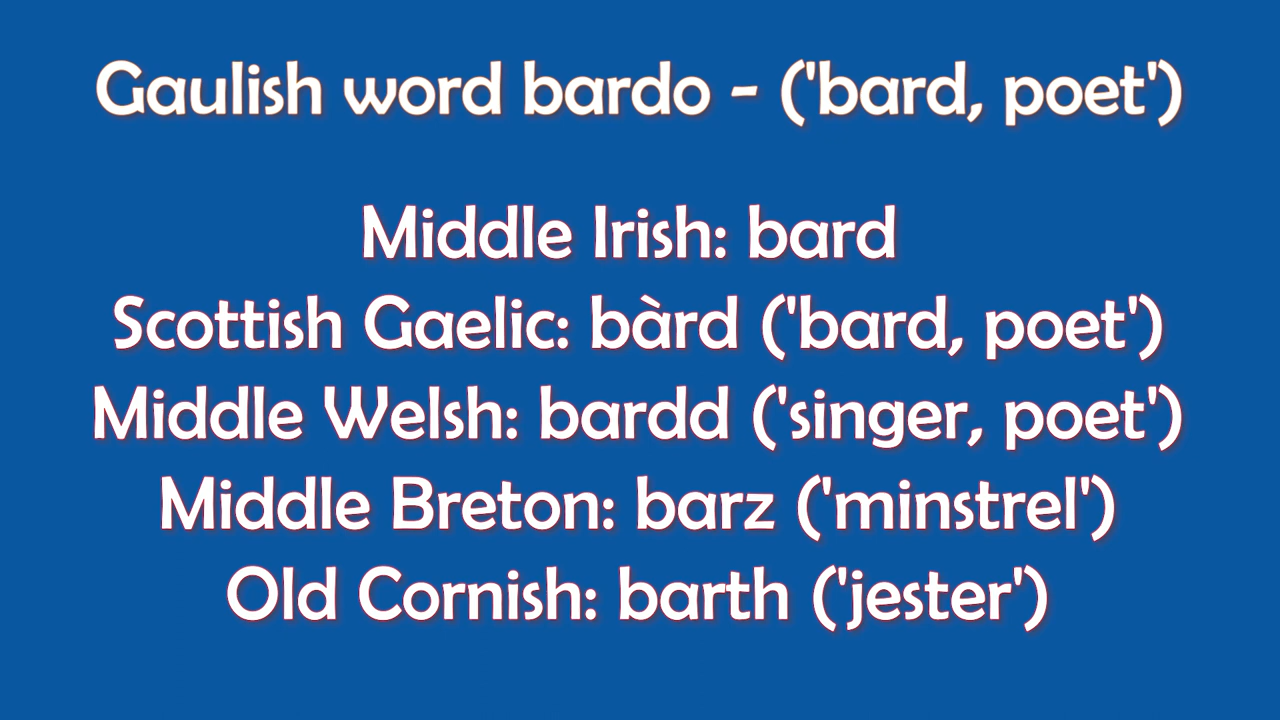 Gaulish word bardo - ('bard, poet')
Middle Irish: bard
Scottish Gaelic: bàrd ('bard, poet')
Middle Welsh: bardd ('singer, poet')
Middle Breton: barz ('minstrel')
Old Cornish: barth ('jester')